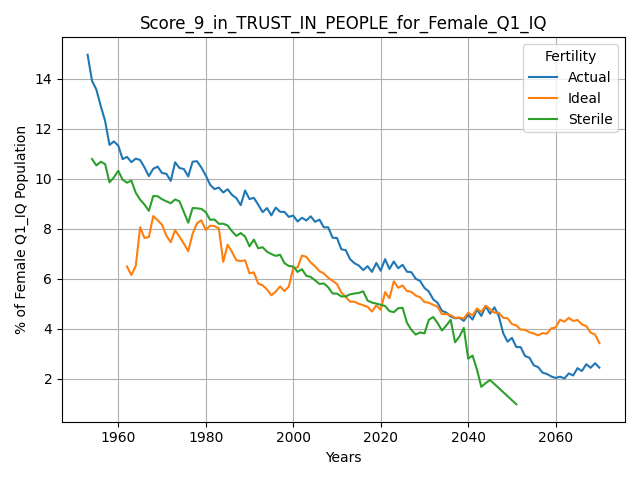 Score_9_in_TRUST_IN_PEOPLE_for_Female_Q1_IQ
Fertility
Actual
Ideal
Sterile
% of Female Q1_IQ Population
14
12
10
8
6
4
2
1960 1980 2000 2020 2040 2060
Years